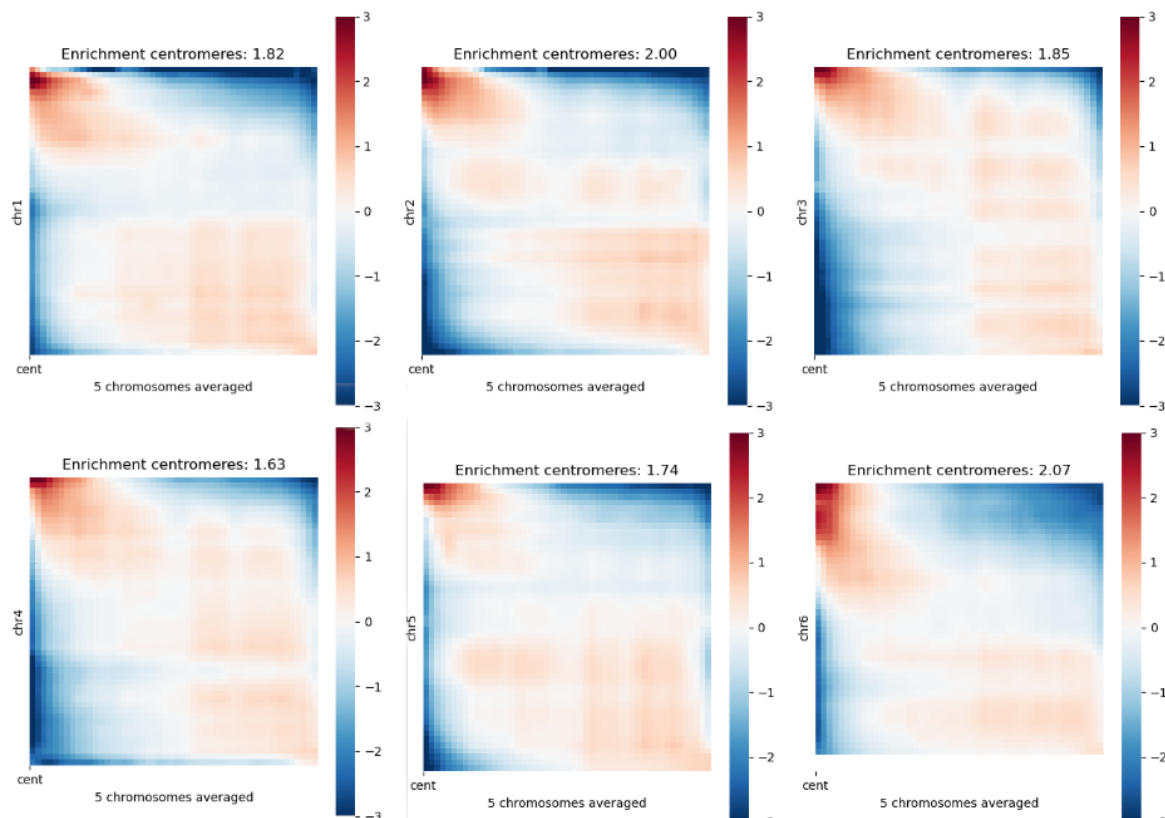 Enrichment centromeres: 1.82
3
2
1
0
−1
−2
−3
chr1
cent
5 chromosomes averaged
Enrichment centromeres: 2.00
3
2
1
0
−1
−2
−3
chr2
cent
5 chromosomes averaged
Enrichment centromeres: 1.85
3
2
1
0
−1
−2
−3
chr3
cent
5 chromosomes averaged
Enrichment centromeres: 1.63
3
2
1
0
−1
−2
−3
chr4
cent
5 chromosomes averaged
Enrichment centromeres: 1.74
3
2
1
0
−1
−2
chr5
cent
5 chromosomes averaged
Enrichment centromeres: 2.07
3
2
1
0
−1
−2
chr6
cent
5 chromosomes averaged